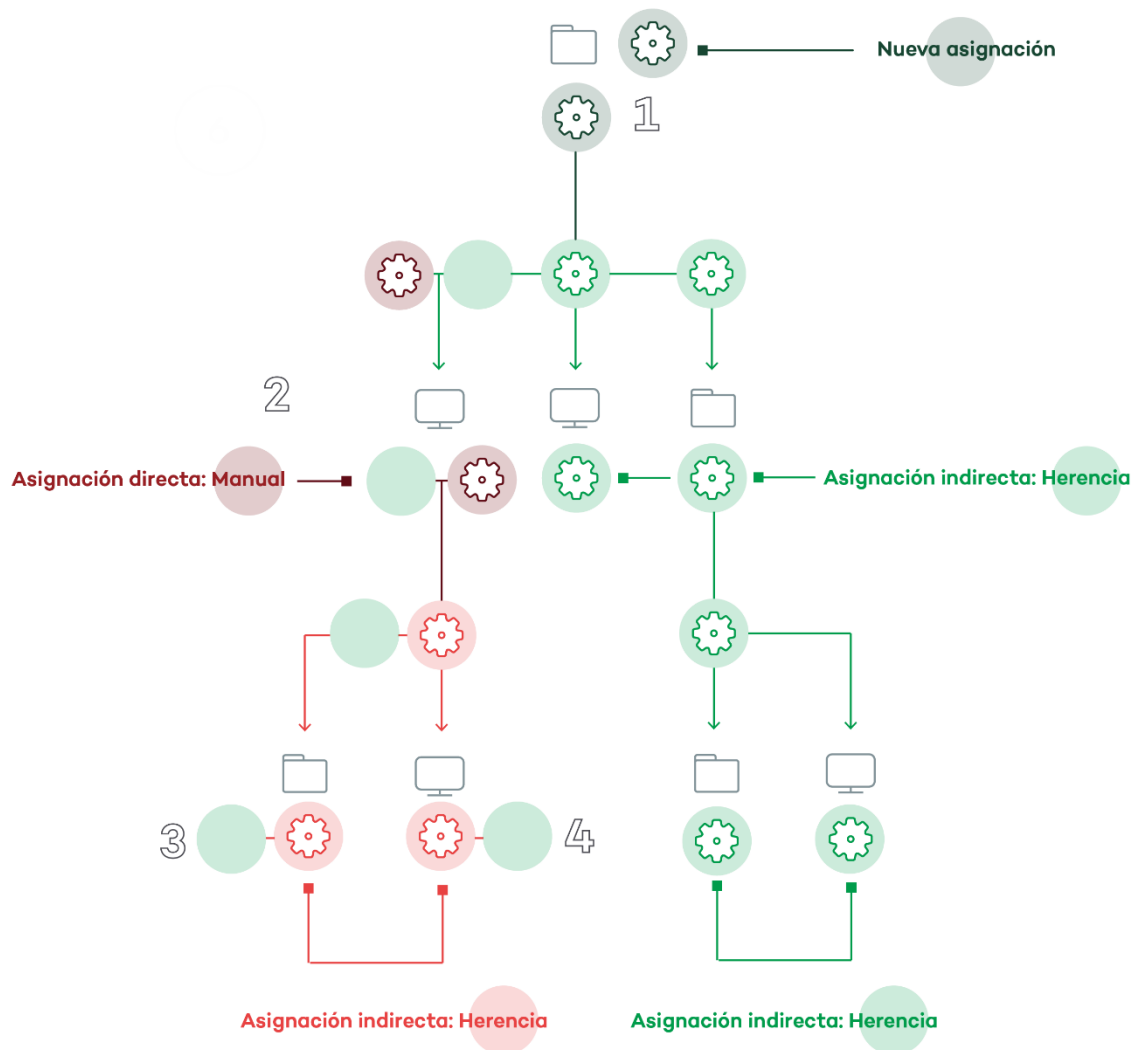 Nueva asignación
1
2
Asignación directa: Manual
Asignación indirecta: Herencia
3
4
Asignación indirecta: Herencia
Asignación indirecta: Herencia